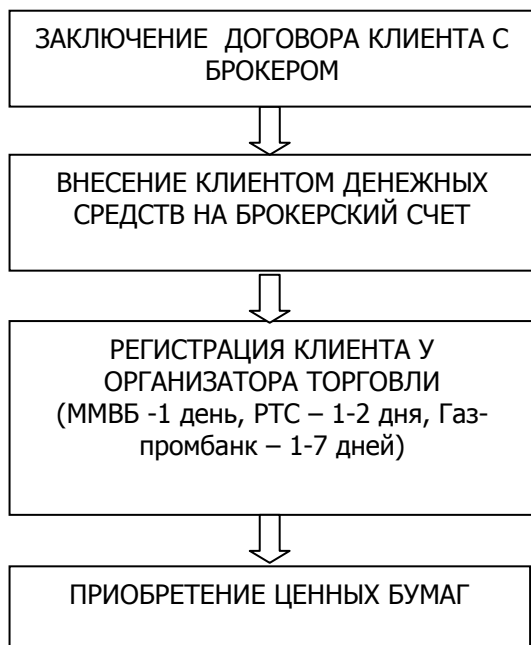 ЗАКЛЮЧЕНИЕ ДОГОВОРА КЛИЕНТА С
БРОКЕРОМ
ВНЕСЕНИЕ КЛИЕНТОМ ДЕНЕЖНЫХ
СРЕДСТВ НА БРОКЕРСКИЙ СЧЕТ
РЕГИСТРАЦИЯ КЛИЕНТА У
ОРГАНИЗАТОРА ТОРГОВЛИ
(ММВБ -1 день, РТС – 1-2 дня, Газ-
промбанк – 1-7 дней)
ПРИОБРЕТЕНИЕ ЦЕННЫХ БУМАГ